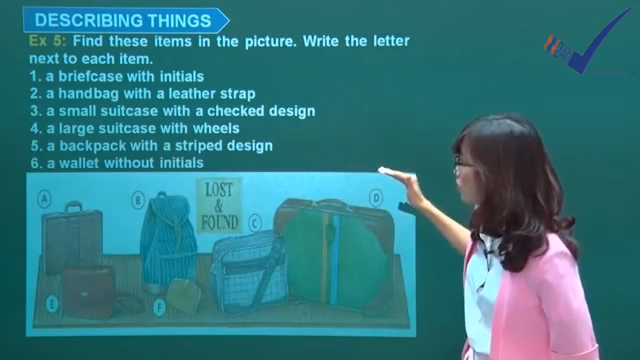 DESCRIBING THINGS
Ex 5: Find these items in the picture. Write the letter
next to each item.
1. a briefcase with initials
2. a handbag with a leather strap
3. a small suitcase with a checked design
4. a large suitcase with wheels
5. a backpack with a striped design
6. a wallet without initials
LOST
&
FOUND
A
B
C
D
E
F